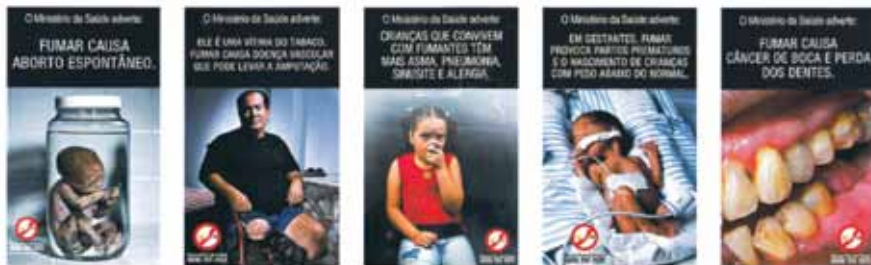 O Ministério da Saúde adverte:
FUMAR CAUSA
ABORTO ESPONTÂNEO.
O Ministério da Saúde adverte:
ELE É UMA VÍTIMA DO TABACO.
FUMAR CAUSA DOENÇA VASCULAR
QUE PODE LEVAR A AMPUTAÇÃO.
O Ministério da Saúde adverte:
CRIANÇAS QUE CONVIVEM
COM FUMANTES TÊM
MAIS ASMA, PNEUMONIA,
SINUSITE E ALERGIA.
O Ministério da Saúde adverte:
EM GESTANTES, FUMAR
PROVOCA PARTOS PREMATUROS
E O NASCIMENTO DE CRIANÇAS
COM PESO ABAIXO DO NORMAL.
O Ministério da Saúde adverte:
FUMAR CAUSA
CÂNCER DE BOCA E PERDA
DOS DENTES.